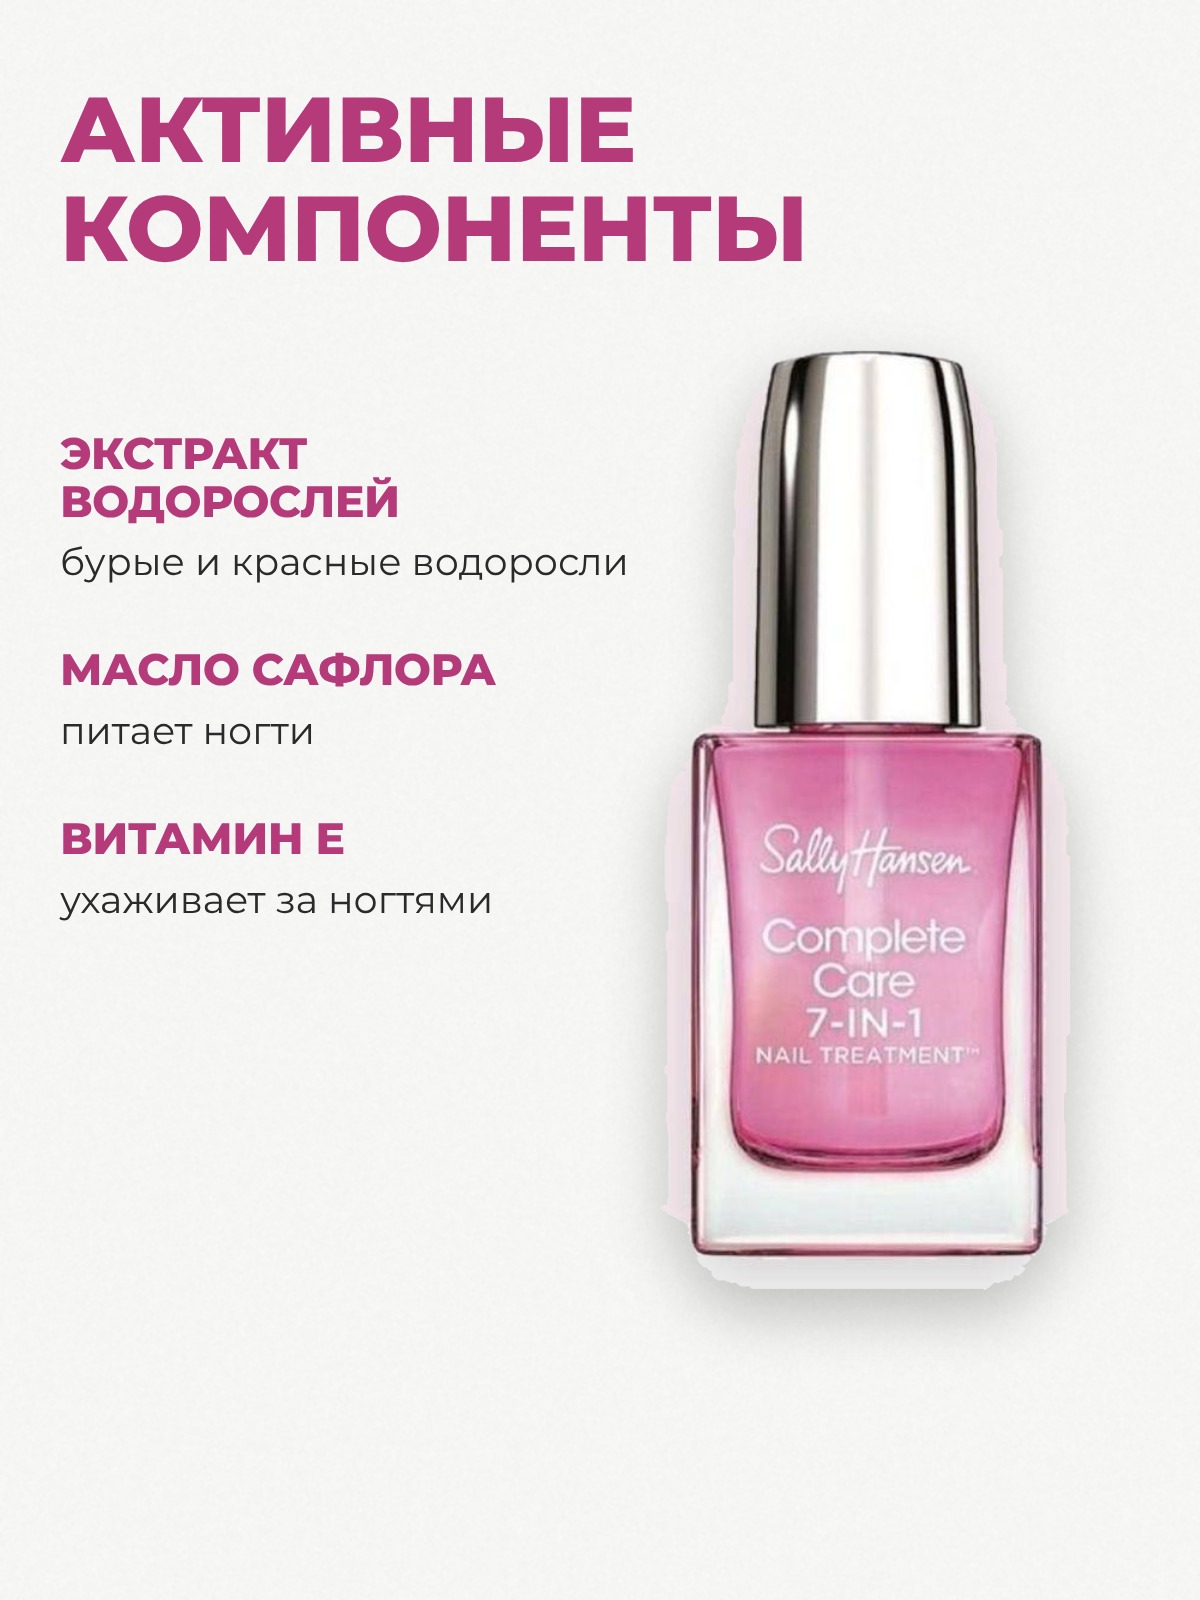 АКТИВНЫЕ
КОМПОНЕНТЫ
ЭКСТРАКТ
ВОДОРОСЛЕЙ
бурые и красные водоросли
МАСЛО САФЛОРА
питает ногти
ВИТАМИН Е
ухаживает за ногтями
Sally Hansen
Complete
Care
7-IN-1
NAIL TREATMENT™